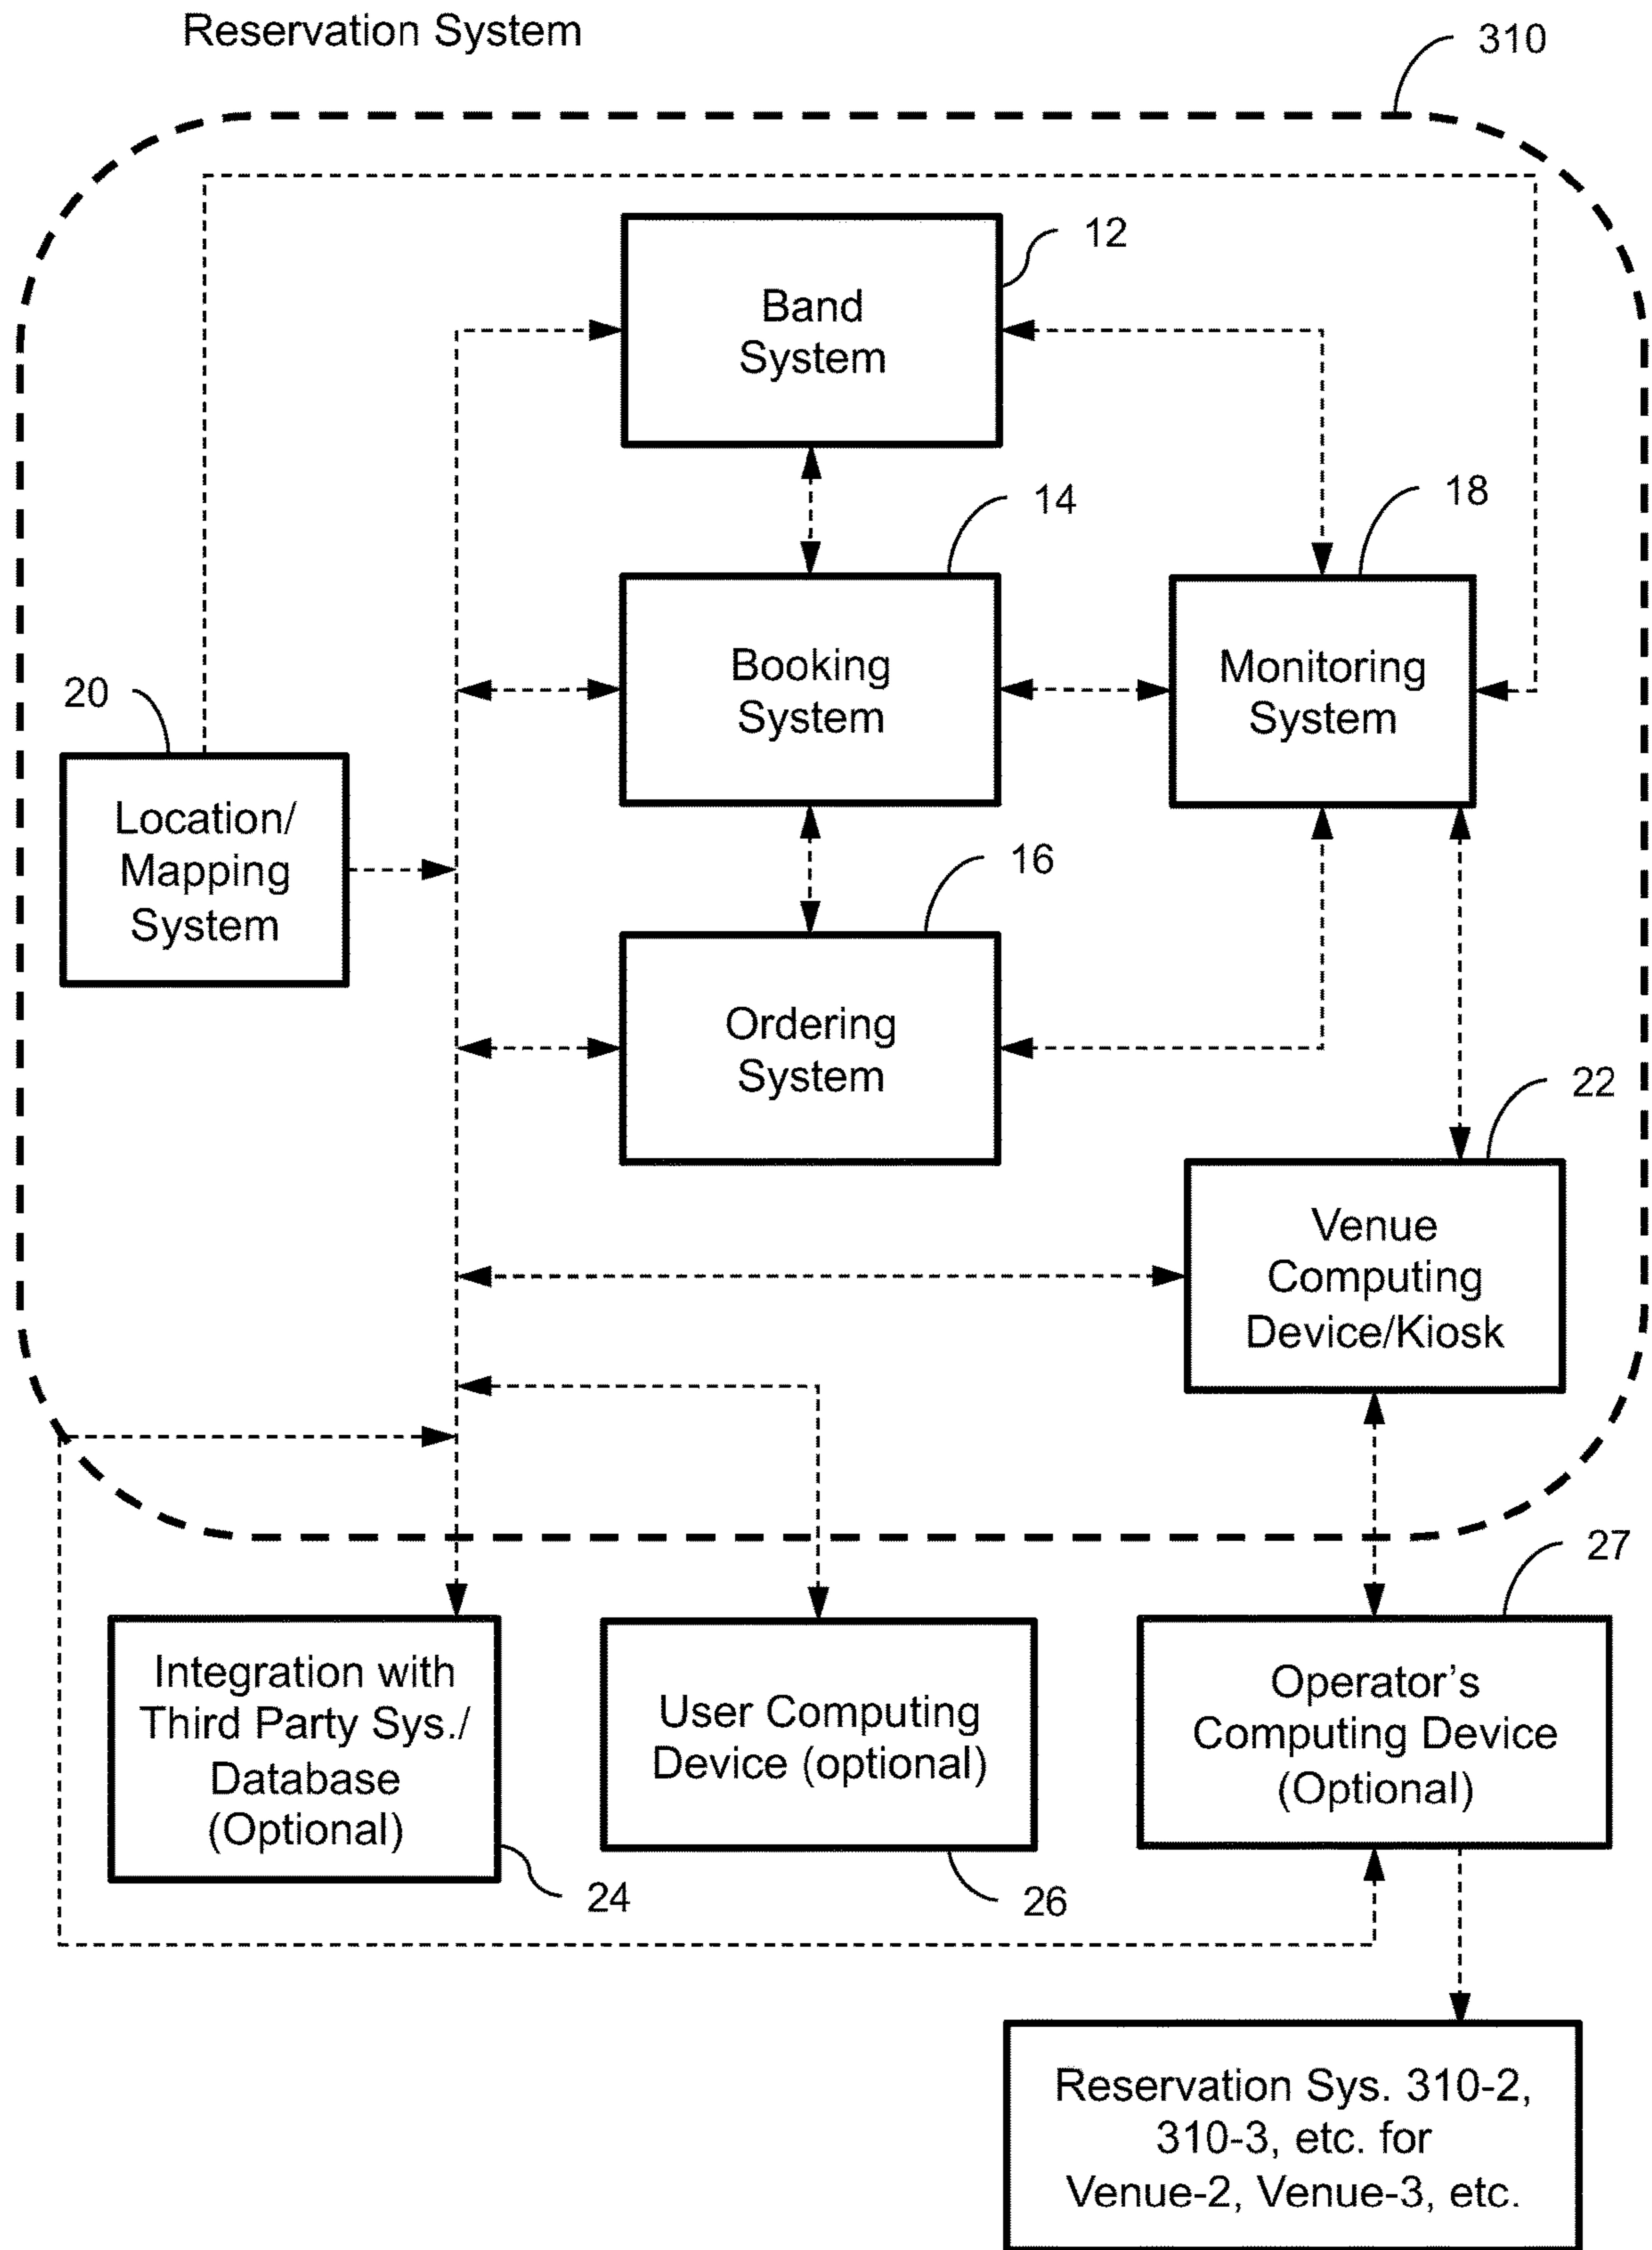 Reservation System
310
12
Band
System
14
18
Booking
System
Monitoring
System
20
Location/
Mapping
System
16
Ordering
System
22
Venue
Computing
Device/Kiosk
27
Integration with
Third Party Sys./
Database
(Optional)
24
User Computing
Device (optional)
26
Operator's
Computing Device
(Optional)
Reservation Sys. 310-2,
310-3, etc. for
Venue-2, Venue-3, etc.